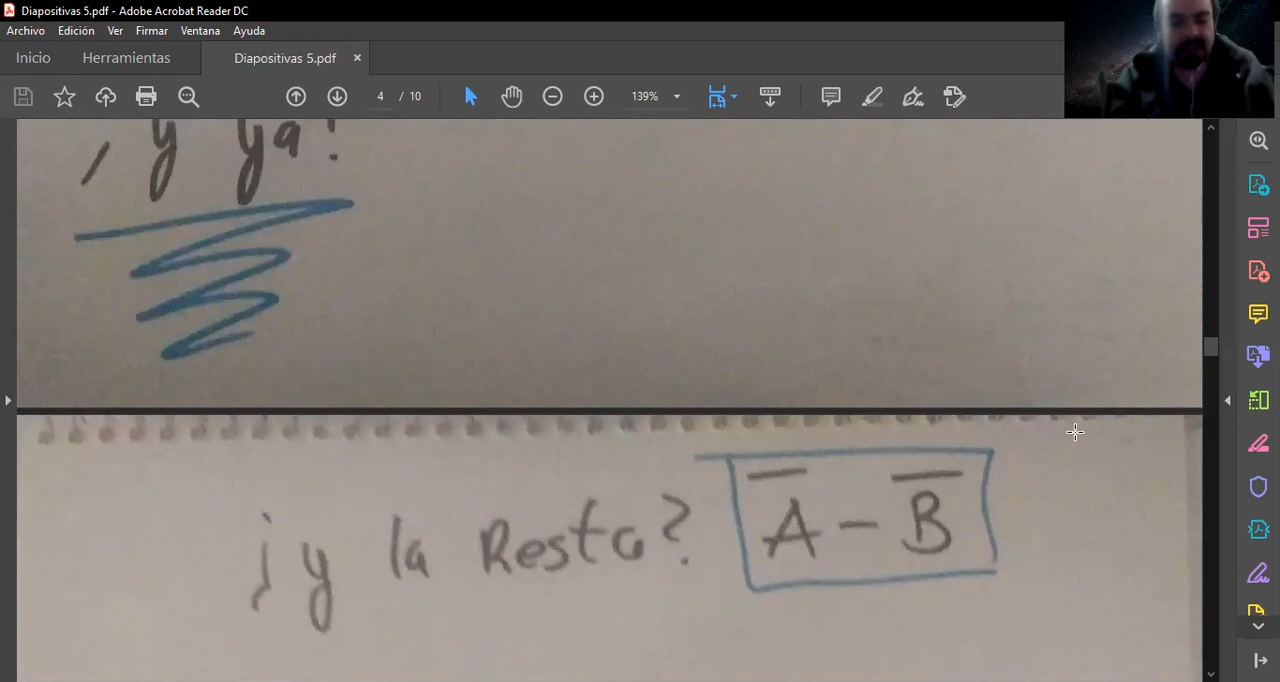 Diapositivas 5.pdf - Adobe Acrobat Reader DC
Archivo Edición Ver Firmar Ventana Ayuda
Inicio Herramientas Diapositivas 5.pdf ×
4 / 10 139%
, y ya!
¿y la Resta? A̅ - B̅